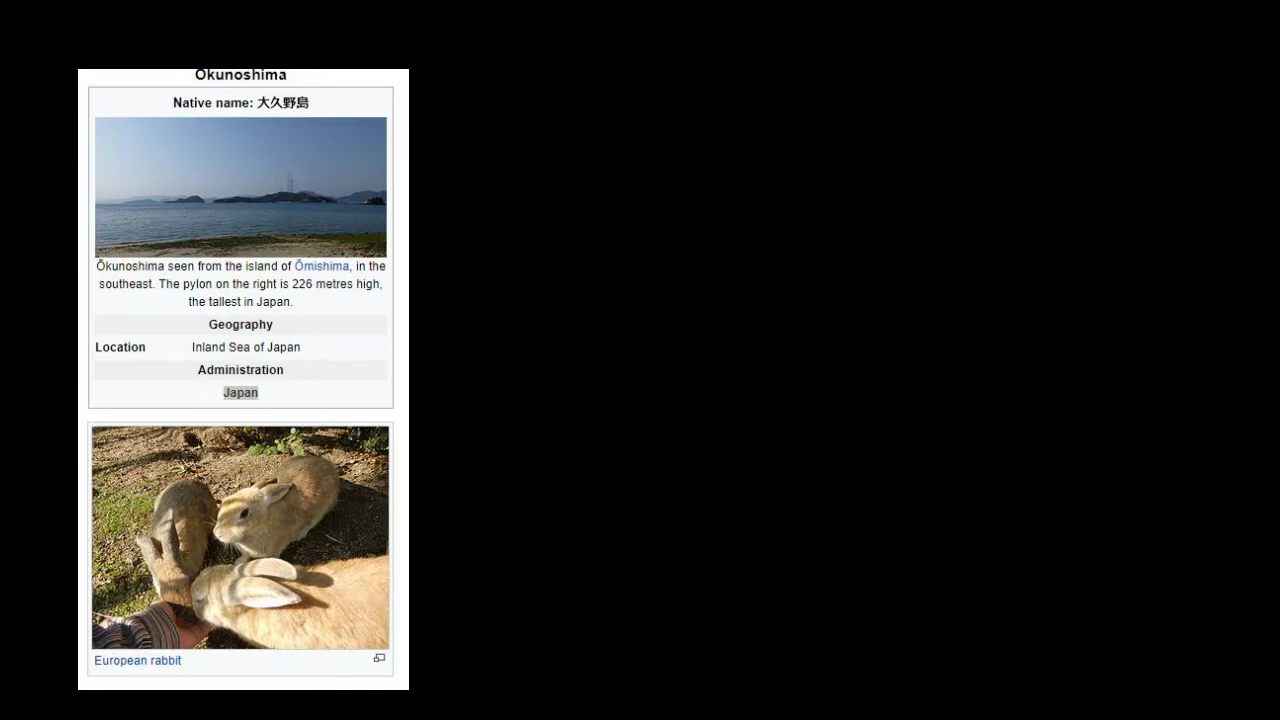 Ōkunoshima
Native name: 大久野島
Ōkunoshima seen from the island of Ōmishima, in the
southeast. The pylon on the right is 226 metres high,
the tallest in Japan.
Geography
Location Inland Sea of Japan
Administration
Japan
European rabbit